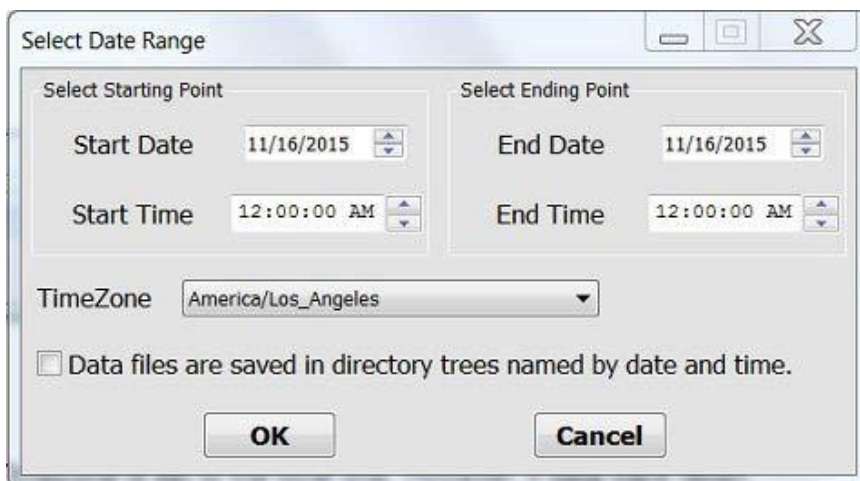 Select Date Range
Select Starting Point
Start Date 11/16/2015
Start Time 12:00:00 AM
Select Ending Point
End Date 11/16/2015
End Time 12:00:00 AM
TimeZone America/Los_Angeles
Data files are saved in directory trees named by date and time.
OK
Cancel